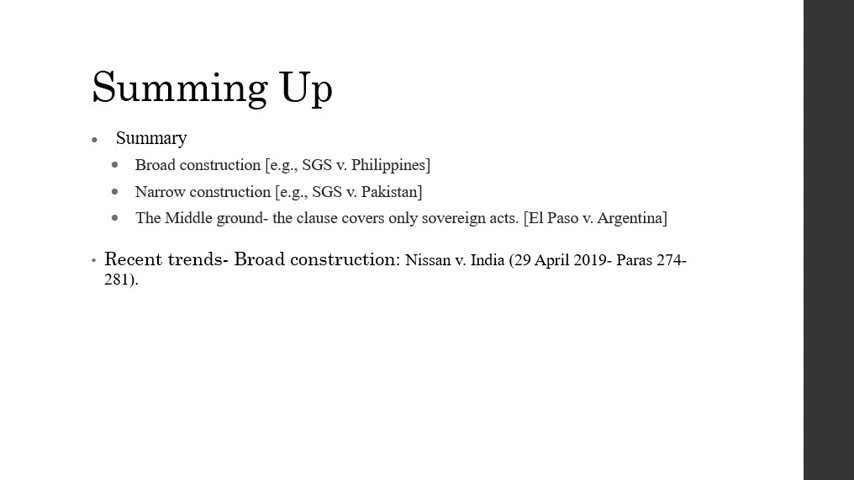 Summing Up
Summary
Broad construction [e.g., SGS v. Philippines]
Narrow construction [e.g., SGS v. Pakistan]
The Middle ground- the clause covers only sovereign acts. [El Paso v. Argentina]
Recent trends- Broad construction: Nissan v. India (29 April 2019- Paras 274-
281).